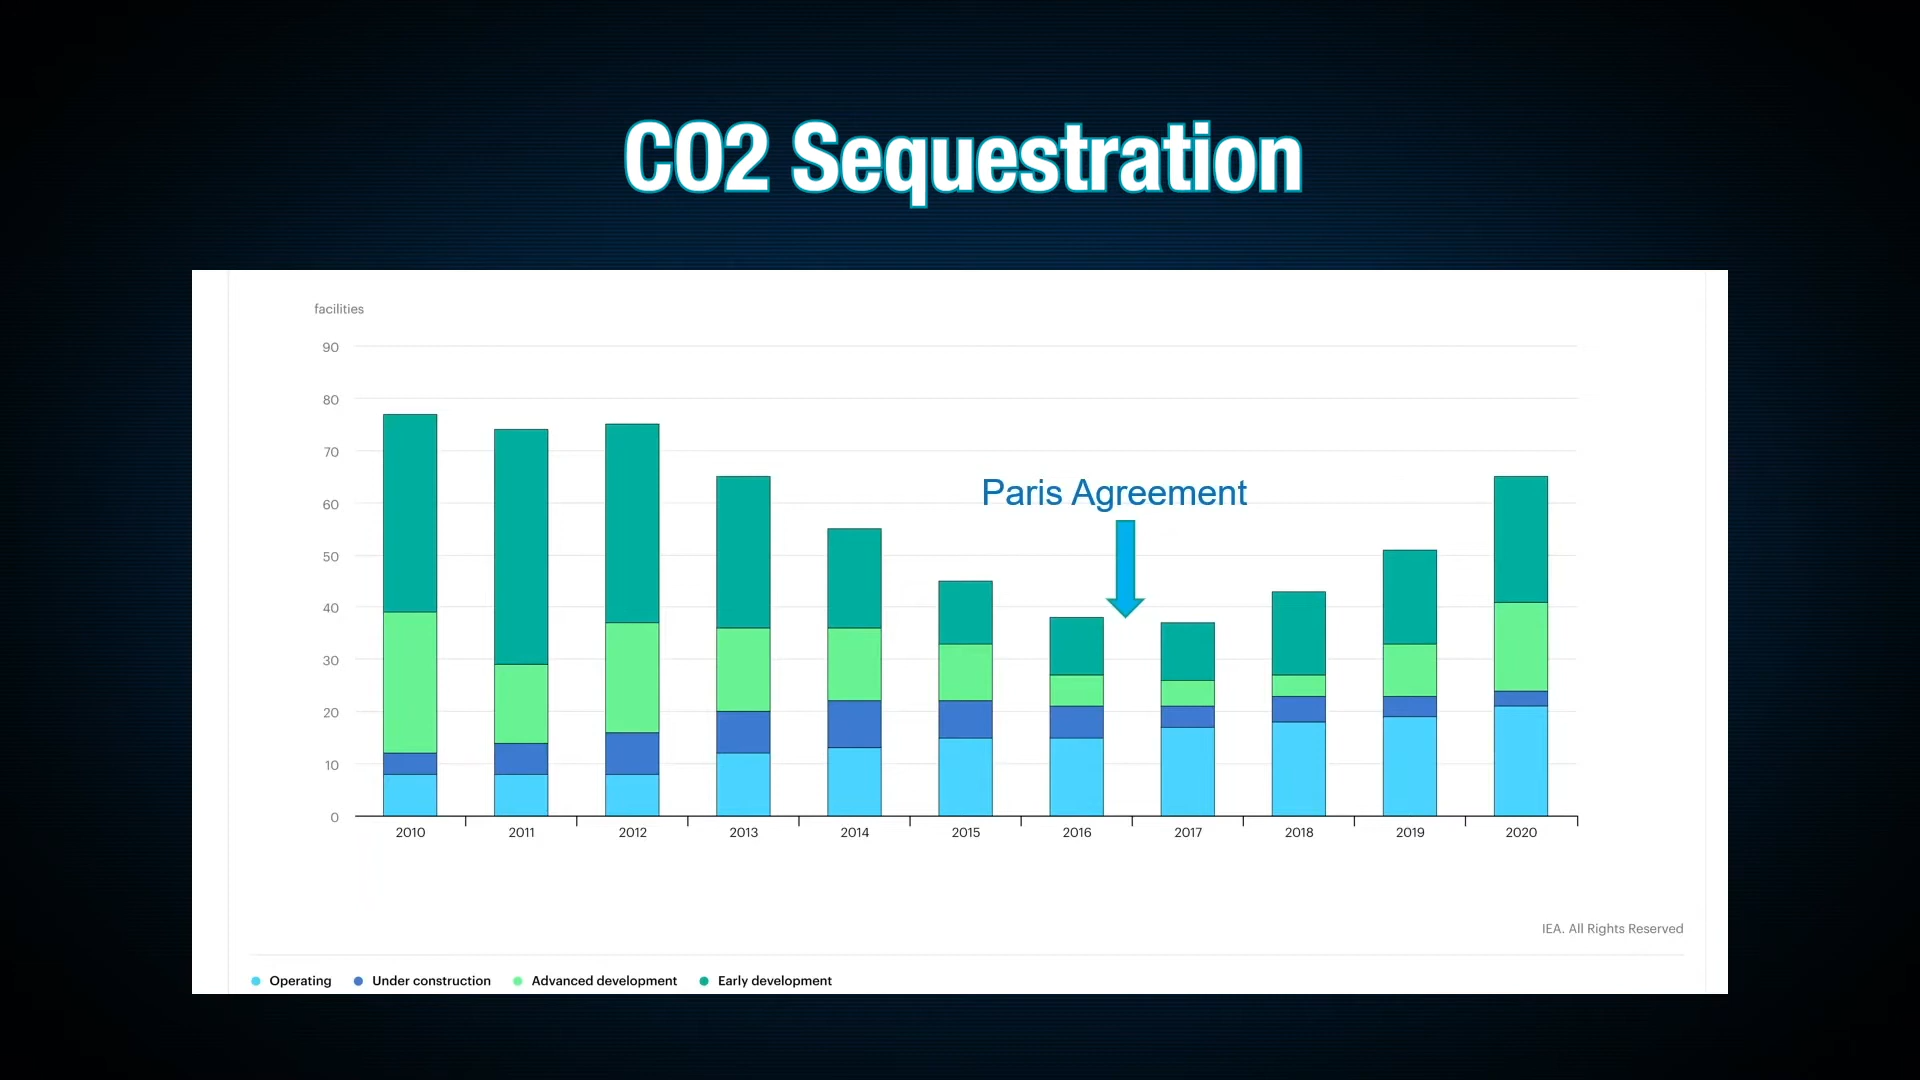 CO2 Sequestration
facilities
90
80
70
Paris Agreement
60
50
40
30
20
10
0
2010 2011 2012 2013 2014 2015 2016 2017 2018 2019 2020
IEA. All Rights Reserved
Operating Under construction Advanced development Early development